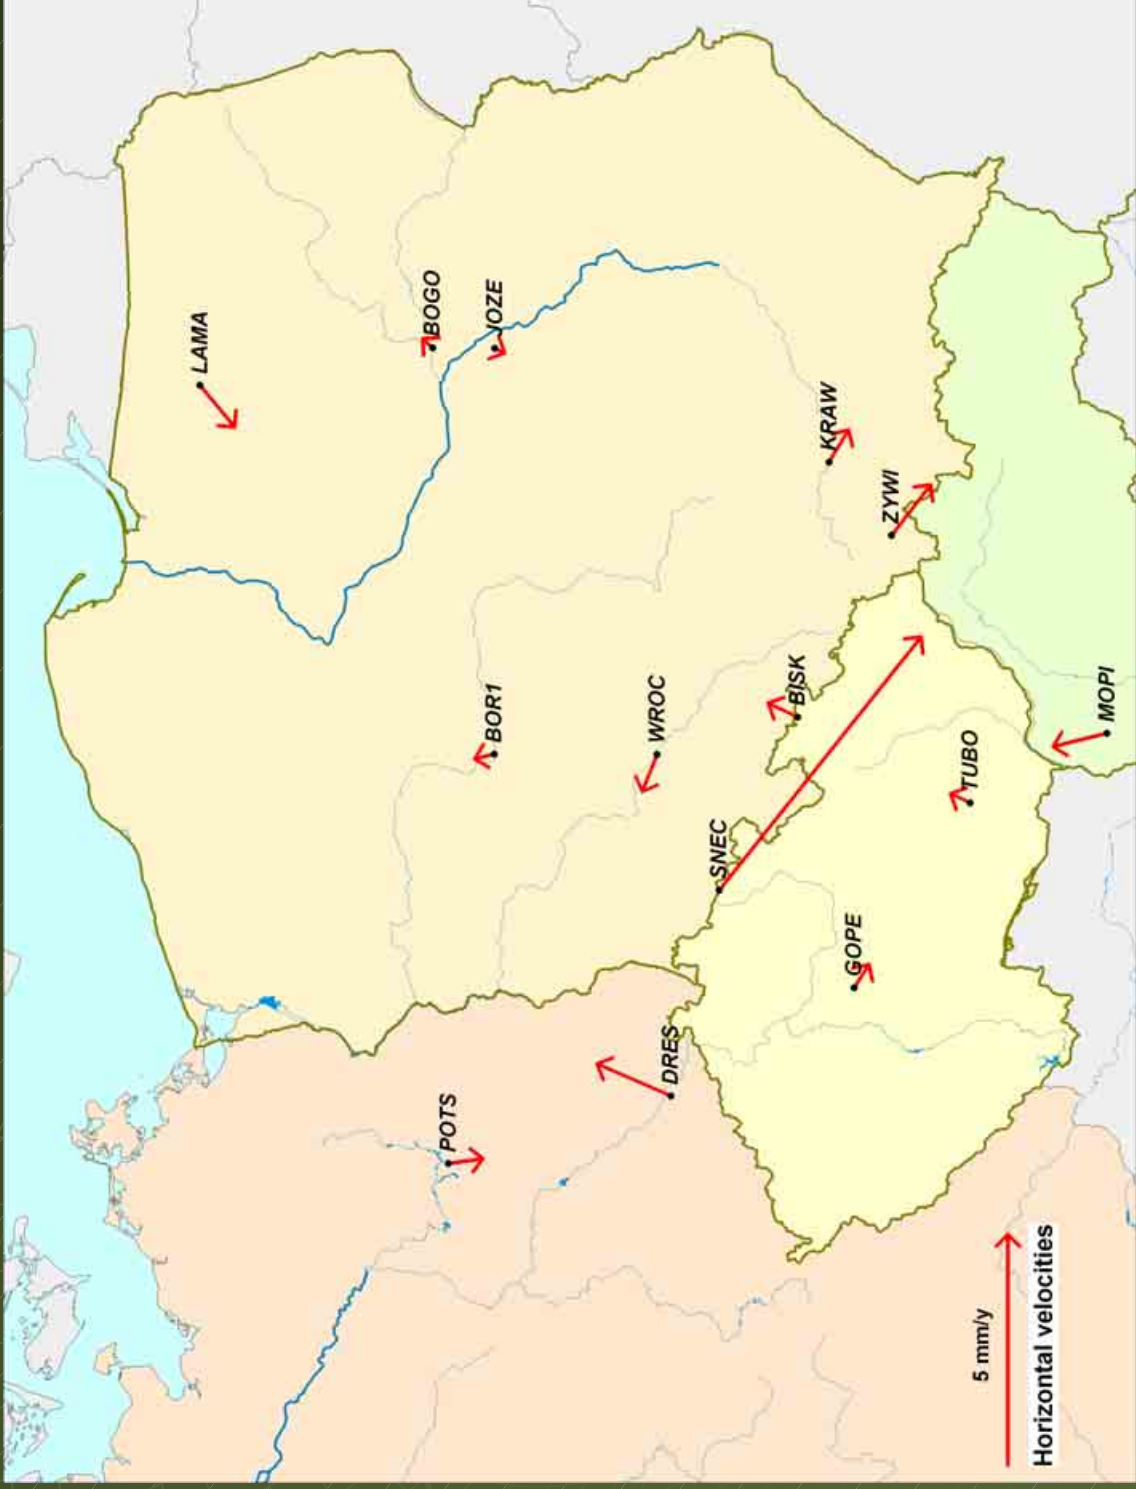 LAMA
BOGO
JOZE
KRAW
ZYWI
BOR1
WROC
BISK
SNEC
MOPI
TUBO
GOPE
DRES
POTS
5 mm/y
Horizontal velocities